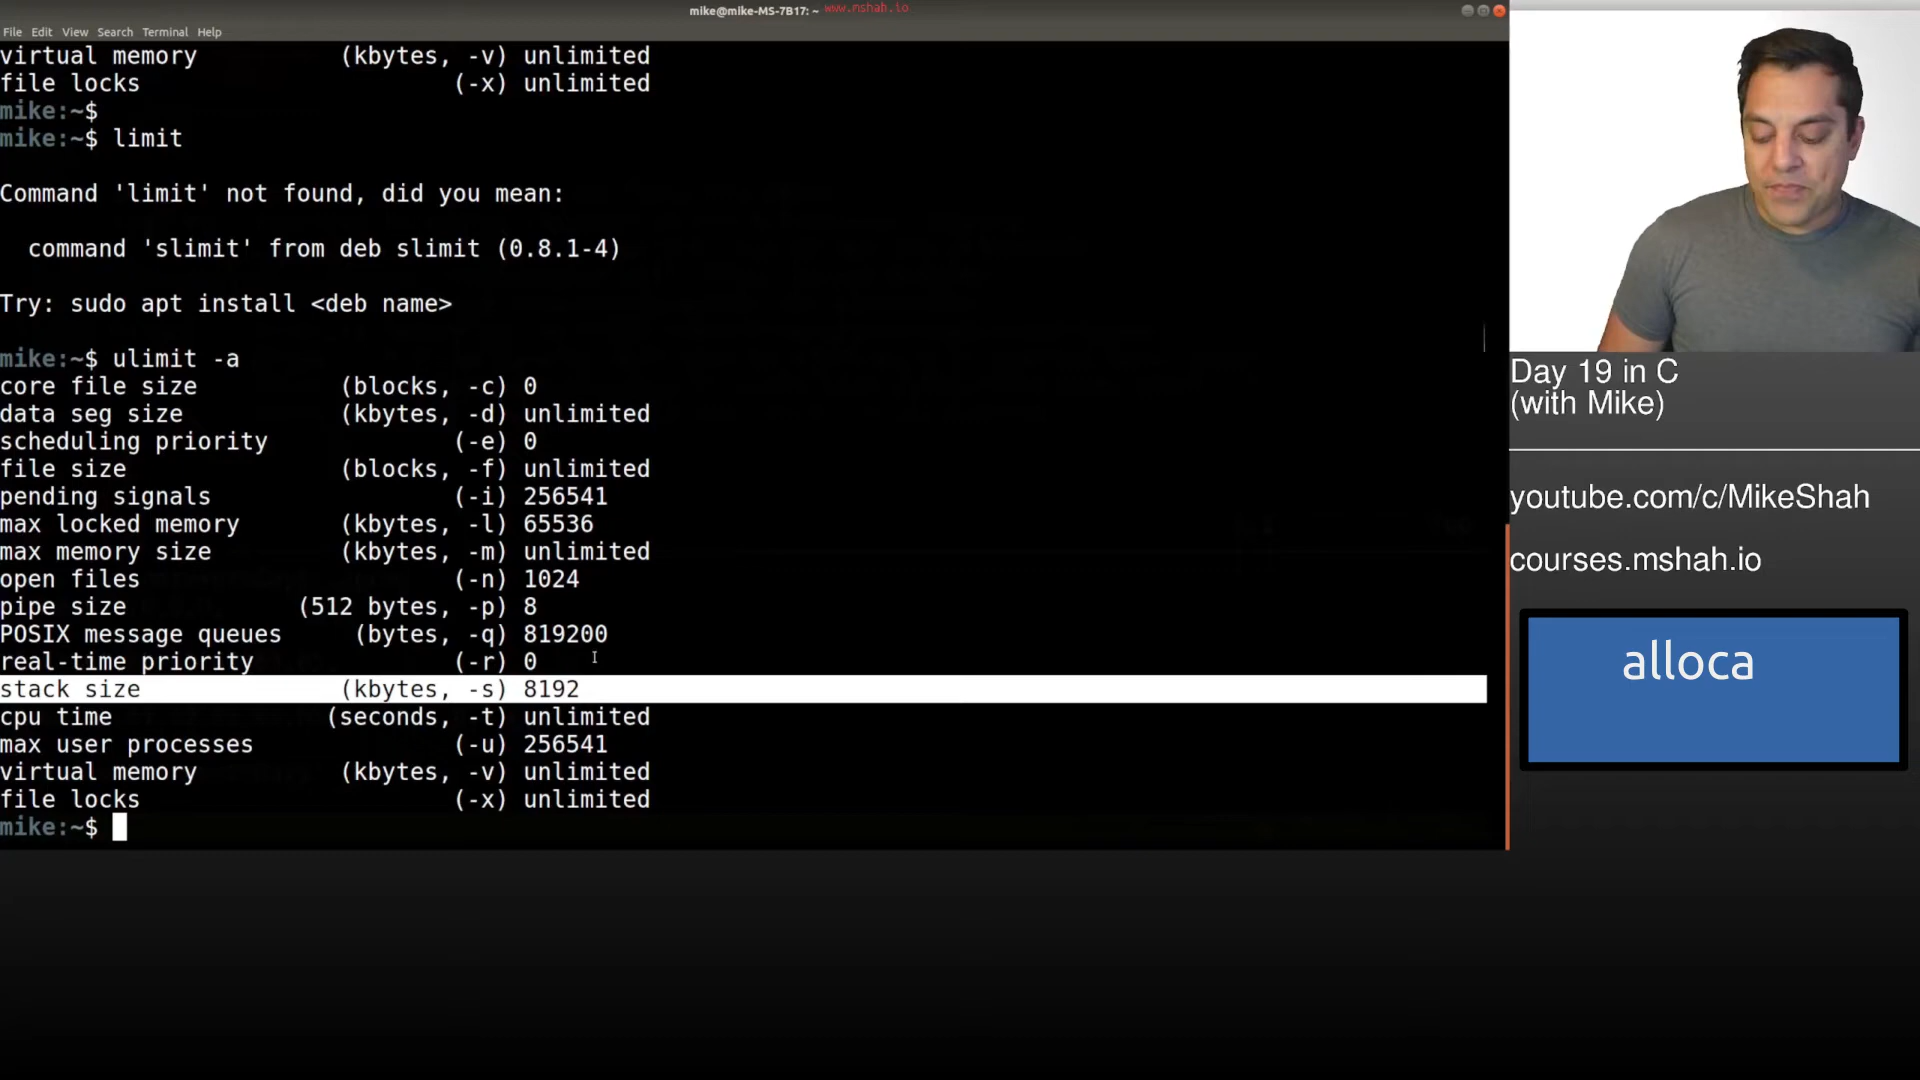 mike@mike-MS-7B17: ~ www.mshah.io
File Edit View Search Terminal Help
virtual memory (kbytes, -v) unlimited
file locks (-x) unlimited
mike:~$
mike:~$ limit
Command 'limit' not found, did you mean:
command 'slimit' from deb slimit (0.8.1-4)
Try: sudo apt install <deb name>
mike:~$ ulimit -a
core file size (blocks, -c) 0
data seg size (kbytes, -d) unlimited
scheduling priority (-e) 0
file size (blocks, -f) unlimited
pending signals (-i) 256541
max locked memory (kbytes, -l) 65536
max memory size (kbytes, -m) unlimited
open files (-n) 1024
pipe size (512 bytes, -p) 8
POSIX message queues (bytes, -q) 819200
real-time priority (-r) 0
stack size (kbytes, -s) 8192
cpu time (seconds, -t) unlimited
max user processes (-u) 256541
virtual memory (kbytes, -v) unlimited
file locks (-x) unlimited
mike:~$
Day 19 in C
(with Mike)
youtube.com/c/MikeShah
courses.mshah.io
alloca